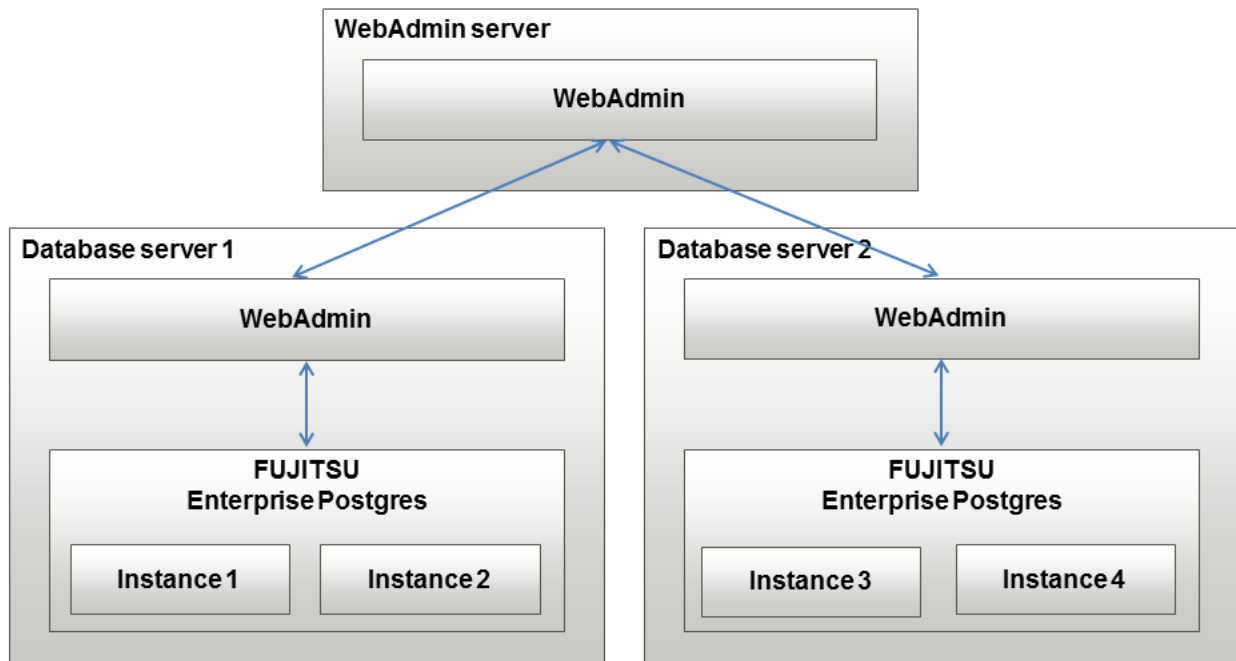 WebAdmin server
WebAdmin
Database server 1
WebAdmin
FUJITSU
Enterprise Postgres
Instance 1
Instance 2
Database server 2
WebAdmin
FUJITSU
Enterprise Postgres
Instance 3
Instance 4